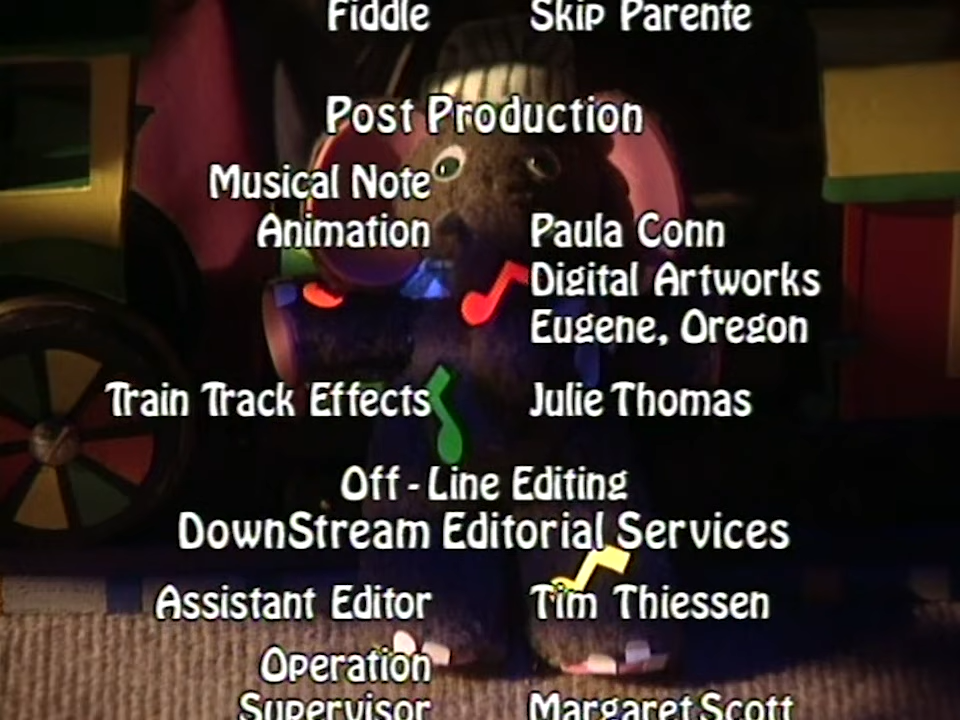 Fiddle Skip Parente
Post Production
Musical Note
Animation Paula Conn
Digital Artworks
Eugene, Oregon
Train Track Effects Julie Thomas
Off-Line Editing
DownStream Editorial Services
Assistant Editor Tim Thiessen
Operation
Supervisor Margaret Scott